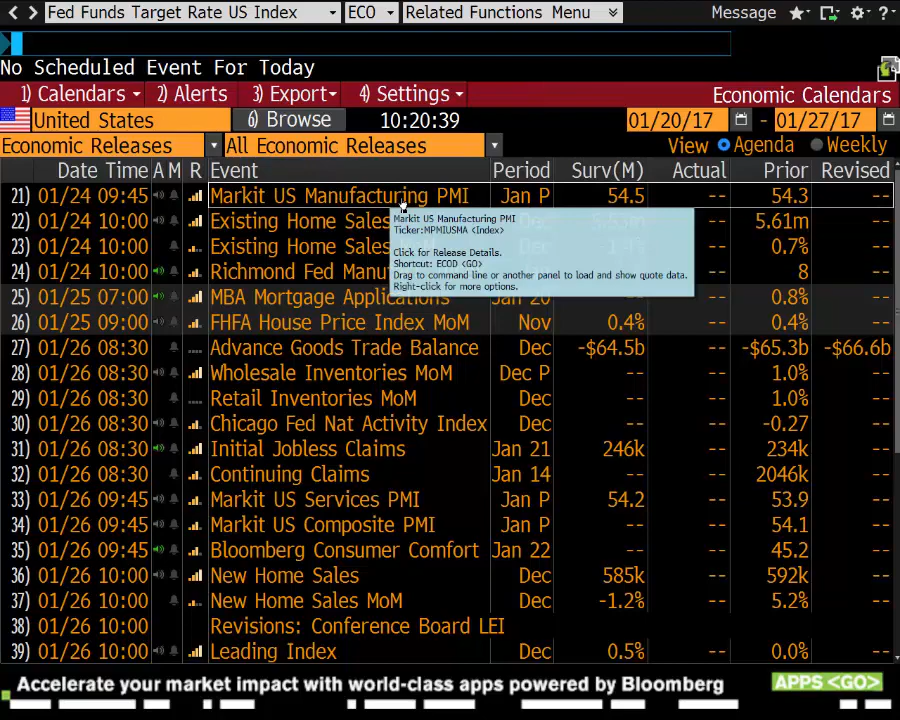 Fed Funds Target Rate US Index ECO Related Functions Menu Message ?
No Scheduled Event For Today
1) Calendars 2) Alerts 3) Export 4) Settings Economic Calendars
United States 6) Browse 10:20:39 01/20/17 - 01/27/17
Economic Releases All Economic Releases View Agenda Weekly
Date Time A M R Event Period Surv(M) Actual Prior Revised
21) 01/24 09:45 Markit US Manufacturing PMI Jan P 54.5 -- 54.3 --
22) 01/24 10:00 Existing Home Sales Dec 5.53m -- 5.61m --
23) 01/24 10:00 Existing Home Sales -- 0.7% --
24) 01/24 10:00 Richmond Fed Manu -- 8 --
25) 01/25 07:00 MBA Mortgage Applications Jan 20 -- 0.8% --
26) 01/25 09:00 FHFA House Price Index MoM Nov 0.4% -- 0.4% --
27) 01/26 08:30 Advance Goods Trade Balance Dec -$64.5b -- -$65.3b -$66.6b
28) 01/26 08:30 Wholesale Inventories MoM Dec P -- -- 1.0% --
29) 01/26 08:30 Retail Inventories MoM Dec -- -- 1.0% --
30) 01/26 08:30 Chicago Fed Nat Activity Index Dec -- -- -0.27 --
31) 01/26 08:30 Initial Jobless Claims Jan 21 246k -- 234k --
32) 01/26 08:30 Continuing Claims Jan 14 -- -- 2046k --
33) 01/26 09:45 Markit US Services PMI Jan P 54.2 -- 53.9 --
34) 01/26 09:45 Markit US Composite PMI Jan P -- -- 54.1 --
35) 01/26 09:45 Bloomberg Consumer Comfort Jan 22 -- -- 45.2 --
36) 01/26 10:00 New Home Sales Dec 585k -- 592k --
37) 01/26 10:00 New Home Sales MoM Dec -1.2% -- 5.2% --
38) 01/26 10:00 Revisions: Conference Board LEI
39) 01/26 10:00 Leading Index Dec 0.5% -- 0.0% --
Markit US Manufacturing PMI
Ticker:MPMIUSMA <Index>
Click for Release Details.
Shortcut: ECOD <GO>
Drag to command line or another panel to load and show quote data.
Right-click for more options.
Accelerate your market impact with world-class apps powered by Bloomberg APPS <GO>